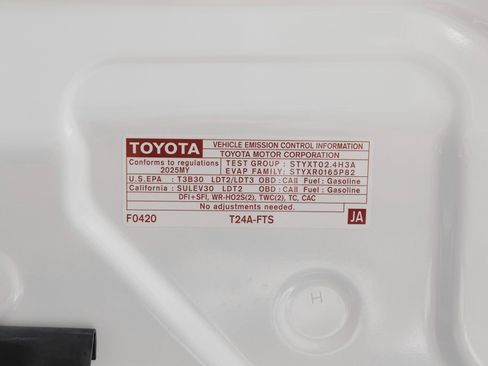 TOYOTA VEHICLE EMISSION CONTROL INFORMATION
TOYOTA MOTOR CORPORATION
Conforms to regulations TEST GROUP : STYXT02.4H3A
2025MY EVAP FAMILY: STYXR0165P82
U.S.EPA : T3B30 LDT2/LDT3 OBD : CAII Fuel : Gasoline
California : SULEV30 LDT2 OBD : CAII Fuel : Gasoline
DFI+SFI, WR-HO2S(2), TWC(2), TC, CAC
No adjustments needed.
F0420 T24A-FTS JA
H